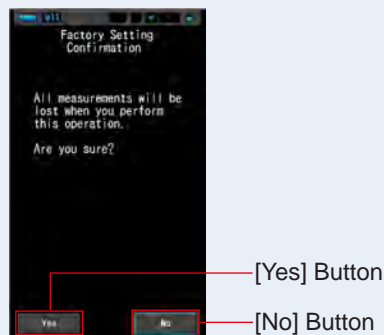 Factory Setting
Confirmation
All measurements will be
lost when you perform
this operation.
Are you sure?
[Yes] Button
Yes
No
[No] Button